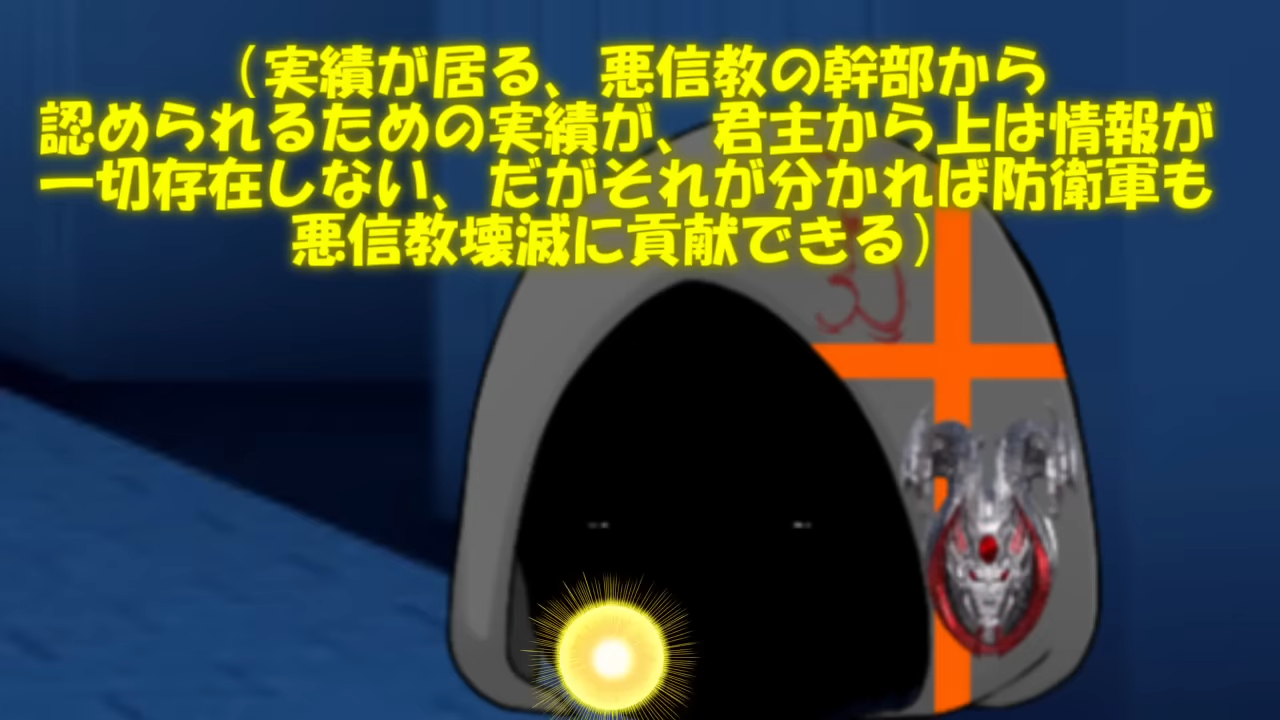 （実績が居る、悪信教の幹部から
認められるための実績が、君主から上は情報が
一切存在しない、だがそれが分かれば防衛軍も
悪信教壊滅に貢献できる）